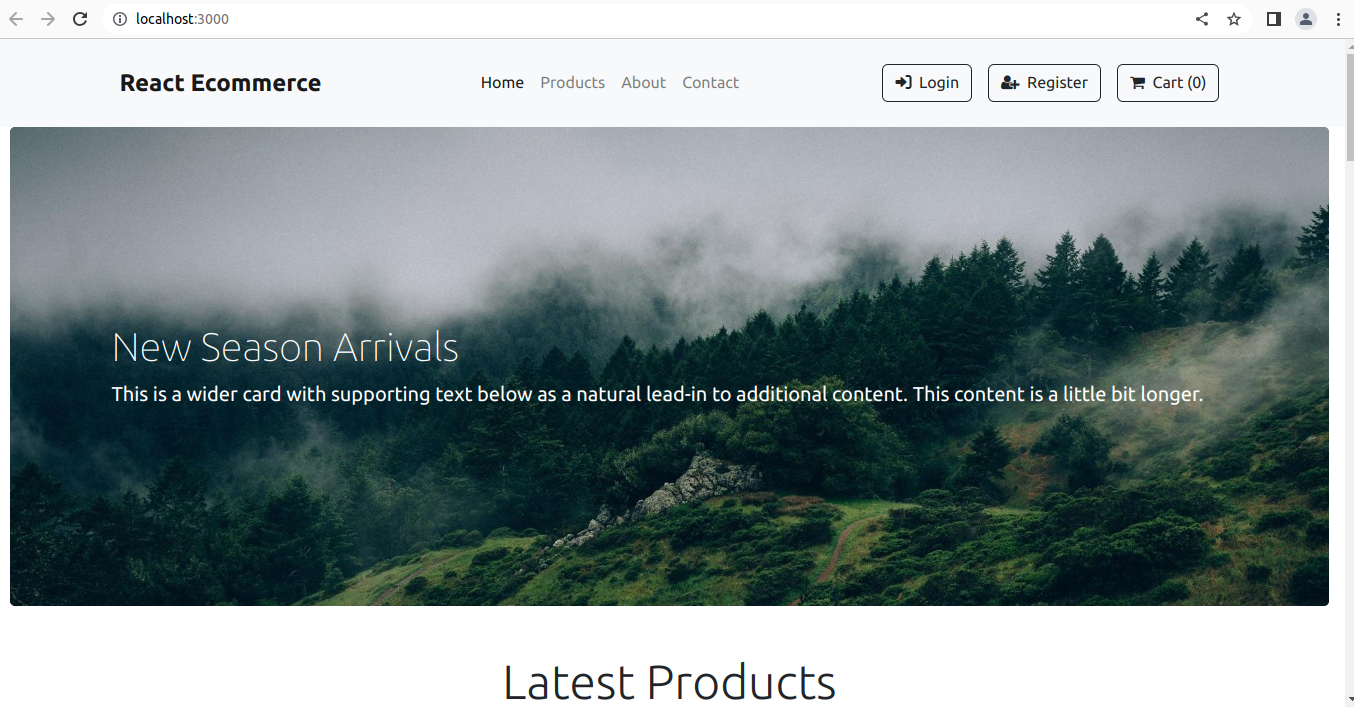 localhost:3000
React Ecommerce
Home Products About Contact
Login Register Cart (0)
New Season Arrivals
This is a wider card with supporting text below as a natural lead-in to additional content. This content is a little bit longer.
Latest Products